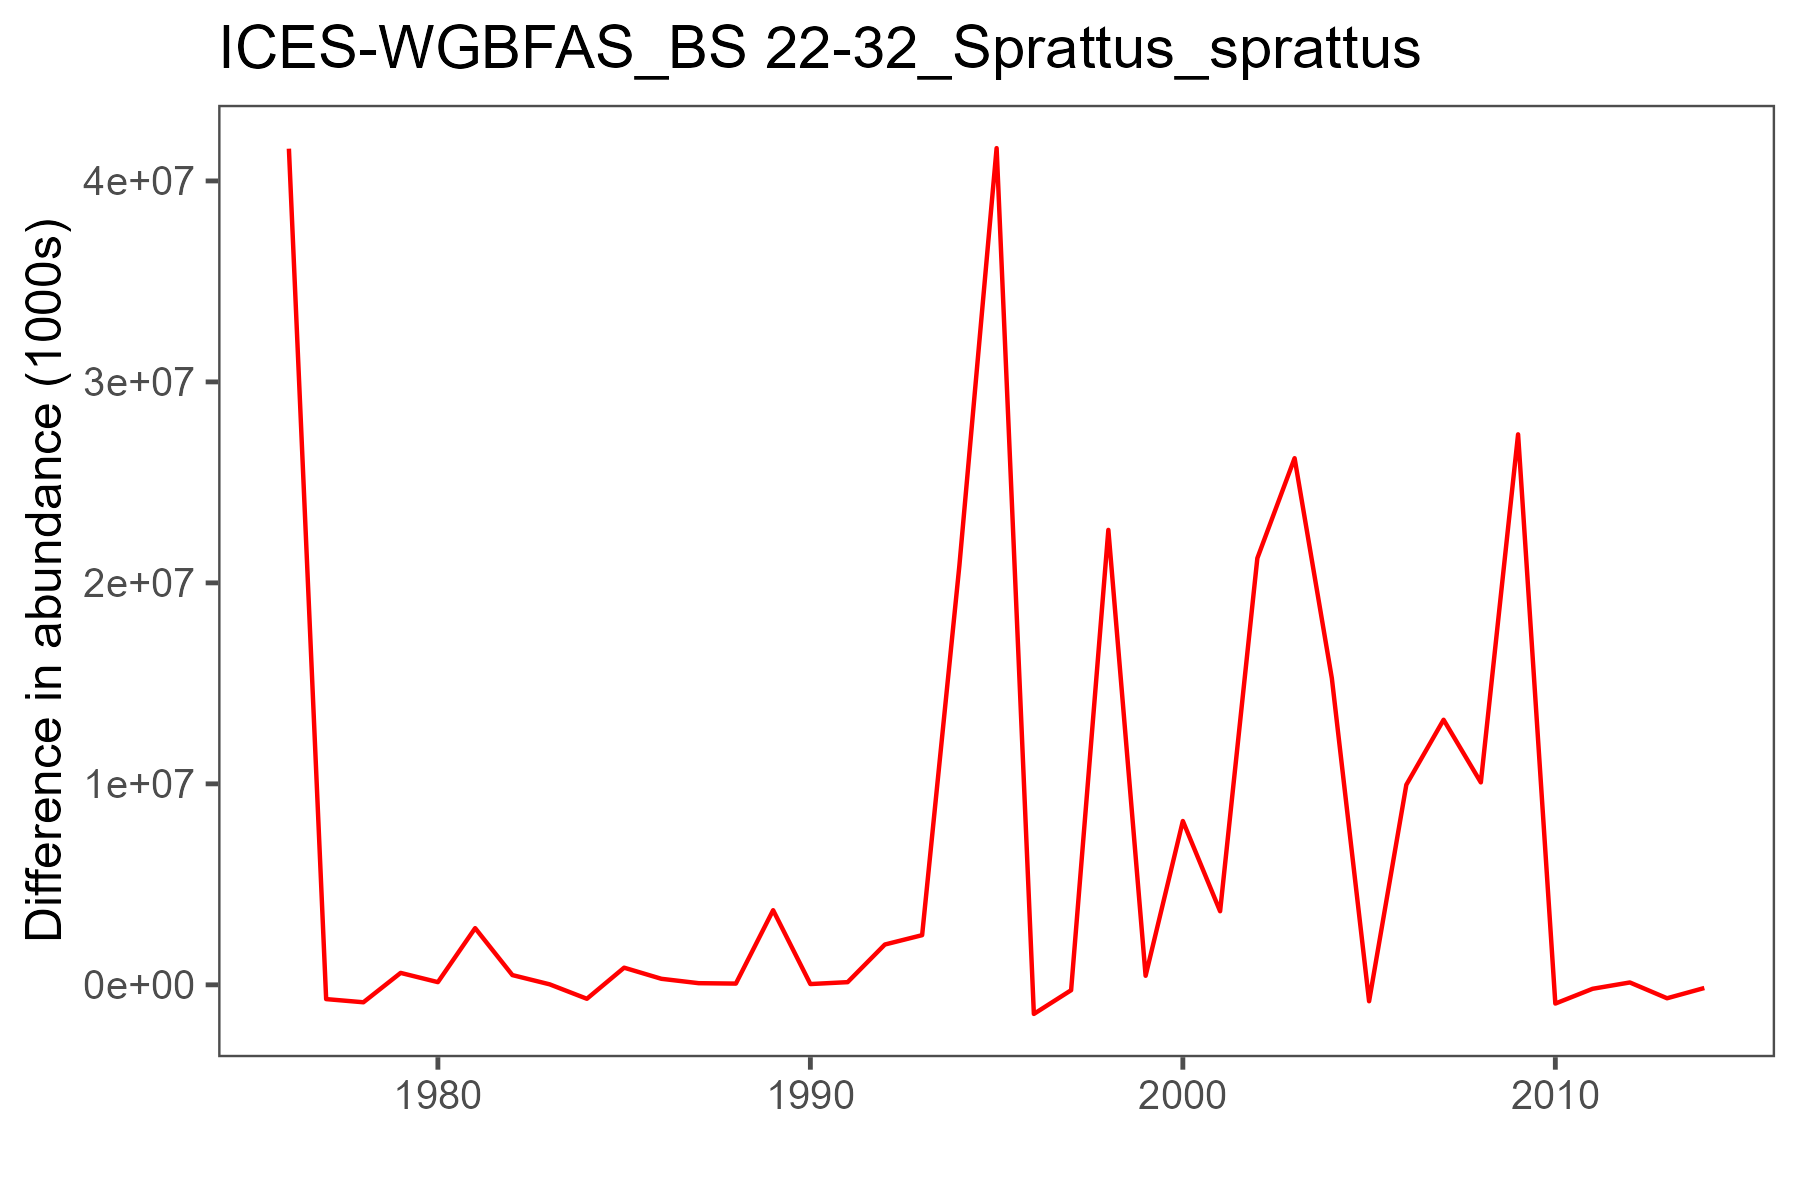 ICES-WGBFAS_BS 22-32_Sprattus_sprattus
Difference in abundance (1000s)
4e+07
3e+07
2e+07
1e+07
0e+00
1980
1990
2000
2010